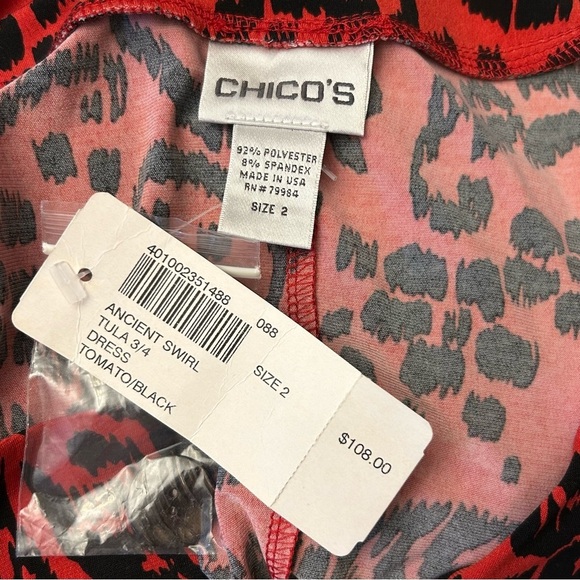 CHICO'S
92% POLYESTER
8% SPANDEX
MADE IN USA
RN# 79984
SIZE 2
401002351488
088
ANCIENT SWIRL
TULA 3/4
DRESS
TOMATO/BLACK
SIZE 2
$108.00